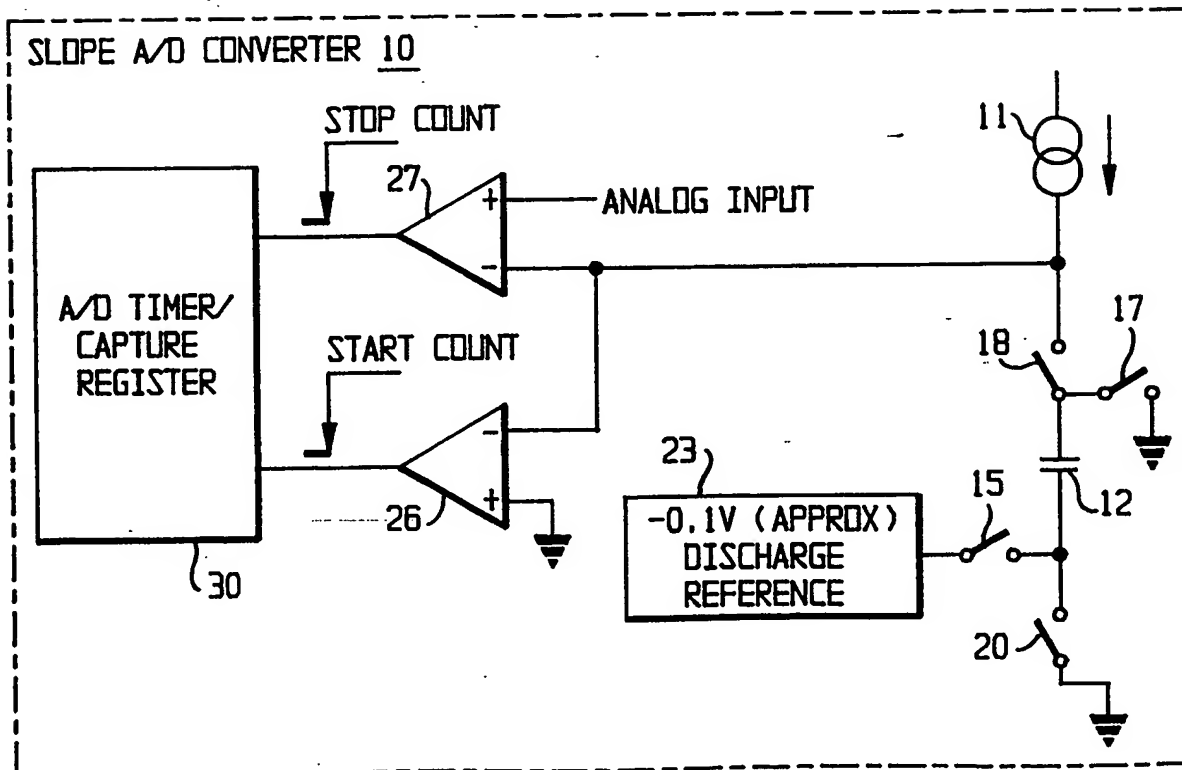 SLOPE A/D CONVERTER 10
STOP COUNT
11
27
+
ANALOG INPUT
-
A/D TIMER/
CAPTURE
REGISTER
START COUNT
18
17
-
23
12
+
26
-0.1V (APPROX)
DISCHARGE
REFERENCE
15
30
20